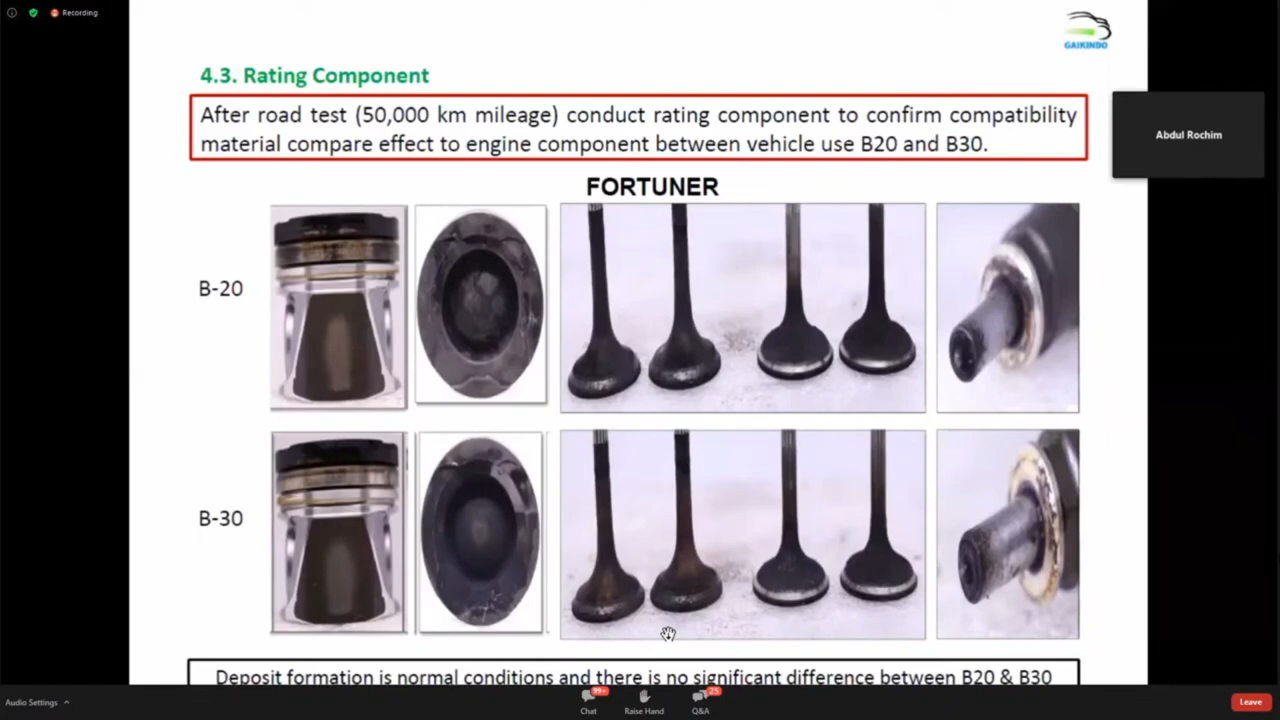 Recording
GAIKINDO
4.3. Rating Component
After road test (50,000 km mileage) conduct rating component to confirm compatibility
material compare effect to engine component between vehicle use B20 and B30.
Abdul Rochim
FORTUNER
B-20
B-30
Deposit formation is normal conditions and there is no significant difference between B20 & B30
Audio Settings
99+
25
Chat
Raise Hand
Q&A
Leave